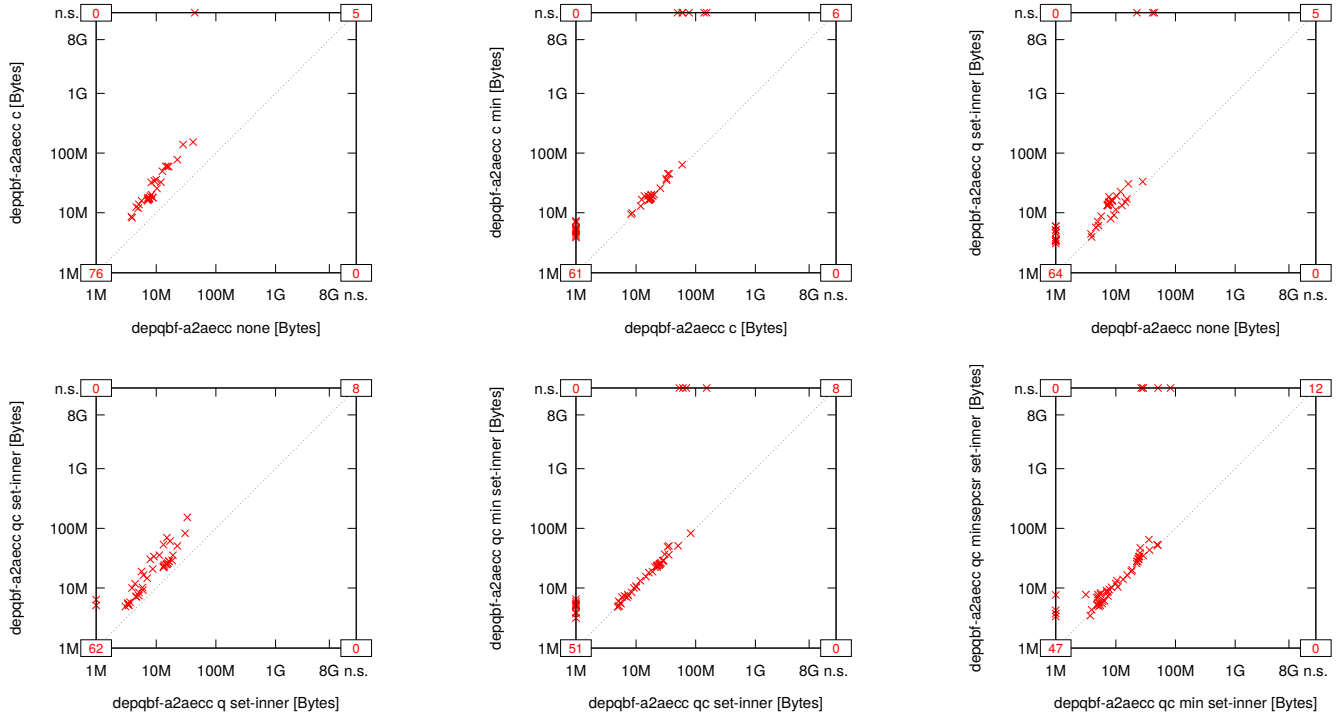 n.s. 0 5
8G
1G
100M
10M
1M 76 0
1M 10M 100M 1G 8G n.s.
depqbf-a2aecc c [Bytes]
depqbf-a2aecc none [Bytes]
n.s. 0 6
8G
1G
100M
10M
1M 61 0
1M 10M 100M 1G 8G n.s.
depqbf-a2aecc c min [Bytes]
depqbf-a2aecc c [Bytes]
n.s. 0 5
8G
1G
100M
10M
1M 64 0
1M 10M 100M 1G 8G n.s.
depqbf-a2aecc q set-inner [Bytes]
depqbf-a2aecc none [Bytes]
n.s. 0 8
8G
1G
100M
10M
1M 62 0
1M 10M 100M 1G 8G n.s.
depqbf-a2aecc qc set-inner [Bytes]
depqbf-a2aecc q set-inner [Bytes]
n.s. 0 8
8G
1G
100M
10M
1M 51 0
1M 10M 100M 1G 8G n.s.
depqbf-a2aecc qc min set-inner [Bytes]
depqbf-a2aecc qc set-inner [Bytes]
n.s. 0 12
8G
1G
100M
10M
1M 47 0
1M 10M 100M 1G 8G n.s.
depqbf-a2aecc qc minsepcsr set-inner [Bytes]
depqbf-a2aecc qc min set-inner [Bytes]